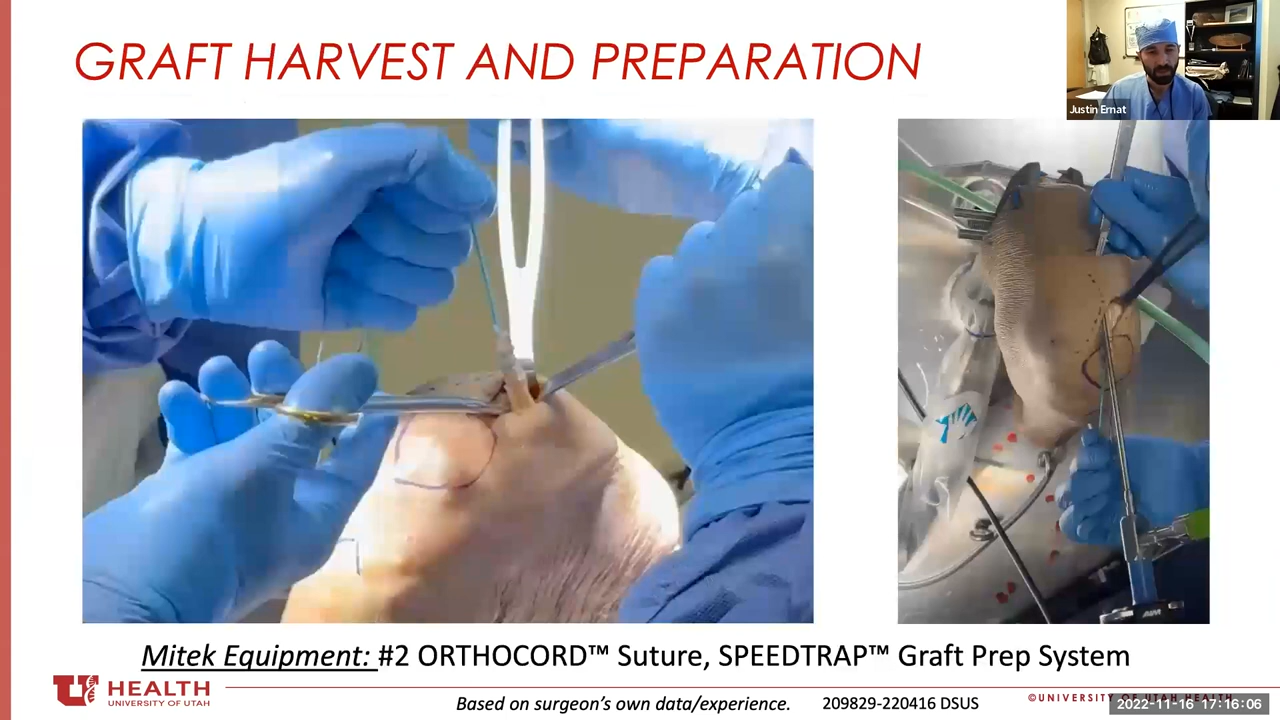 GRAFT HARVEST AND PREPARATION
Justin Ernat
Mitek Equipment: #2 ORTHOCORD™ Suture, SPEEDTRAP™ Graft Prep System
U HEALTH
UNIVERSITY OF UTAH
Based on surgeon's own data/experience.
209829-220416 DSUS
©UNIVERSITY OF UTAH HEALTH
2022-11-16 17:16:06